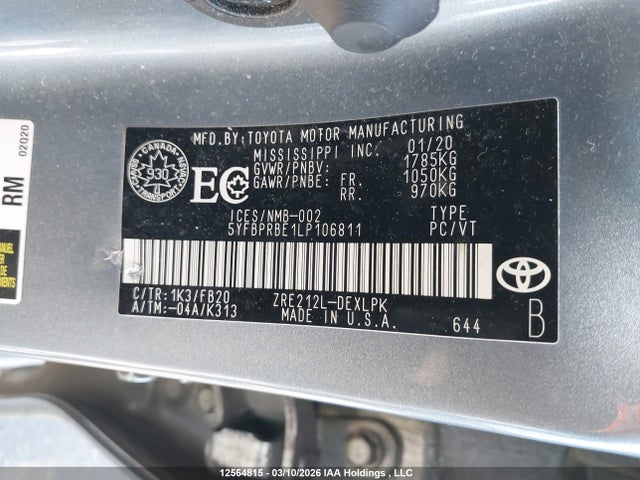 MFD.BY:TOYOTA MOTOR MANUFACTURING
MISSISSIPPI INC. 01/20
GVWR/PNBV: 1785KG
GAWR/PNBE: FR 1050KG
RR. 970KG
CANADA
930
EC
ICES/NMB-002 TYPE
5YFBPRBE1LP106811 PC/VT
C/TR:1K3/FB20 ZRE212L-DEXLPK
A/TM:-04A/K313 MADE IN U.S.A. 644 B
RM
02020
12564815 - 03/10/2026 IAA Holdings , LLC